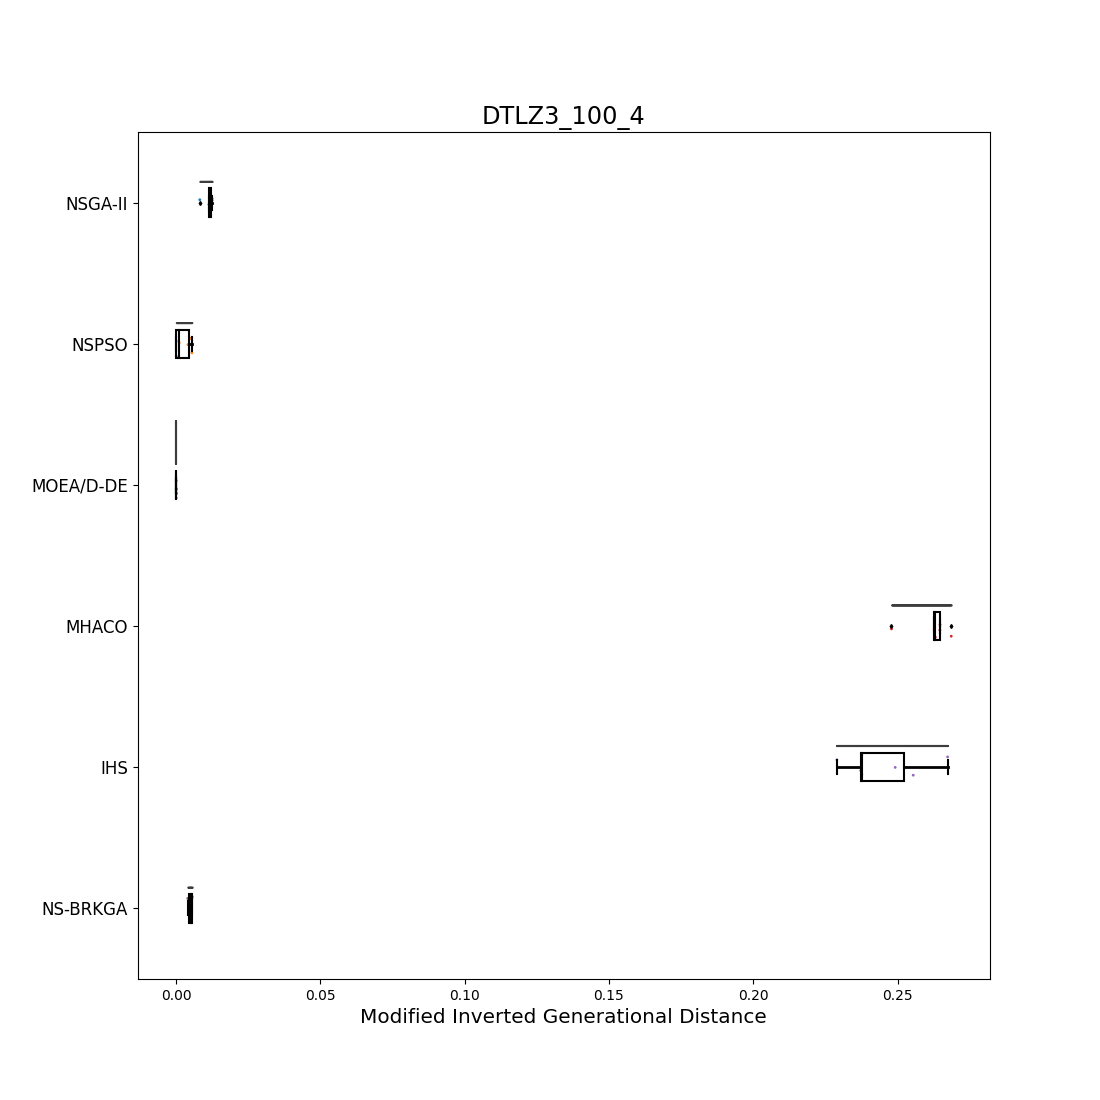 DTLZ3_100_4
NSGA-II
NSPSO
MOEA/D-DE
MHACO
IHS
NS-BRKGA
0.00 0.05 0.10 0.15 0.20 0.25
Modified Inverted Generational Distance